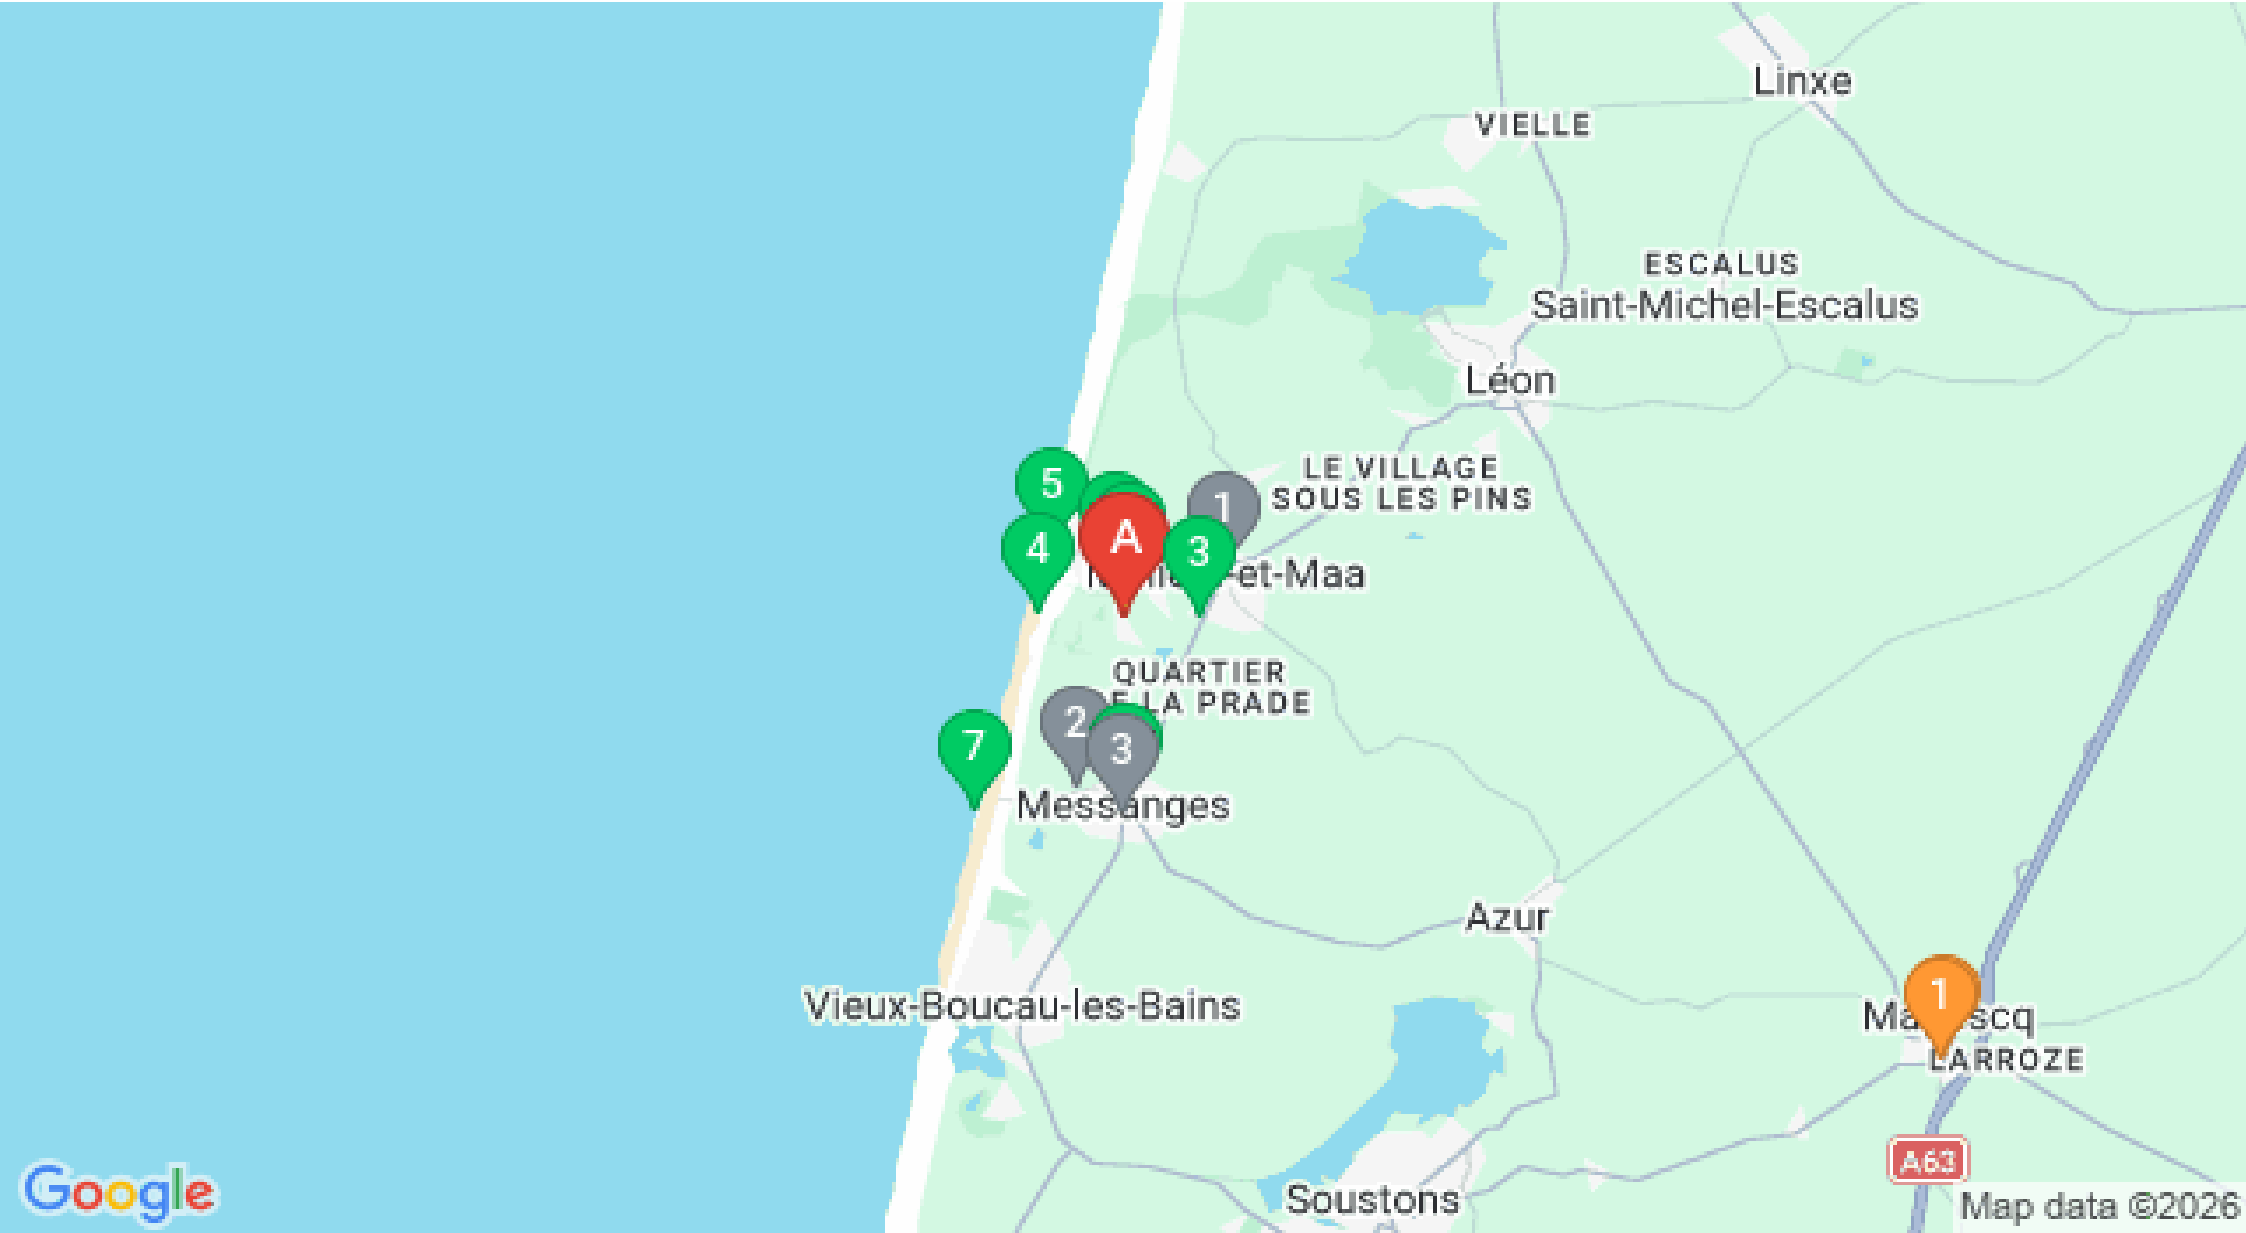 Linxe
VIELLE
ESCALUS
Saint-Michel-Escalus
Léon
LE VILLAGE
SOUS LES PINS
5
1
A
4
3
-et-Maa
QUARTIER
LA PRADE
2
3
7
Messanges
Azur
Vieux-Boucau-les-Bains
1
LARROZE
A63
Soustons
Google
Map data ©2026